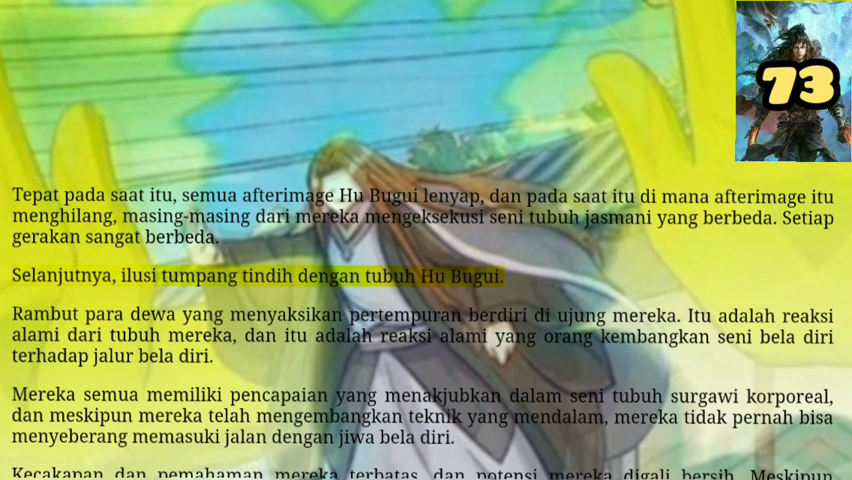 73
Tepat pada saat itu, semua afterimage Hu Bugui lenyap, dan pada saat itu di mana afterimage itu
menghilang, masing-masing dari mereka mengeksekusi seni tubuh jasmani yang berbeda. Setiap
gerakan sangat berbeda.
Selanjutnya, ilusi tumpang tindih dengan tubuh Hu Bugui.
Rambut para dewa yang menyaksikan pertempuran berdiri di ujung mereka. Itu adalah reaksi
alami dari tubuh mereka, dan itu adalah reaksi alami yang orang kembangkan seni bela diri
terhadap jalur bela diri.
Mereka semua memiliki pencapaian yang menakjubkan dalam seni tubuh surgawi korporeal,
dan meskipun mereka telah mengembangkan teknik yang mendalam, mereka tidak pernah bisa
menyeberang memasuki jalan dengan jiwa bela diri.
Kecakapan dan pemahaman mereka terbatas, dan potensi mereka digali bersih. Meskipun